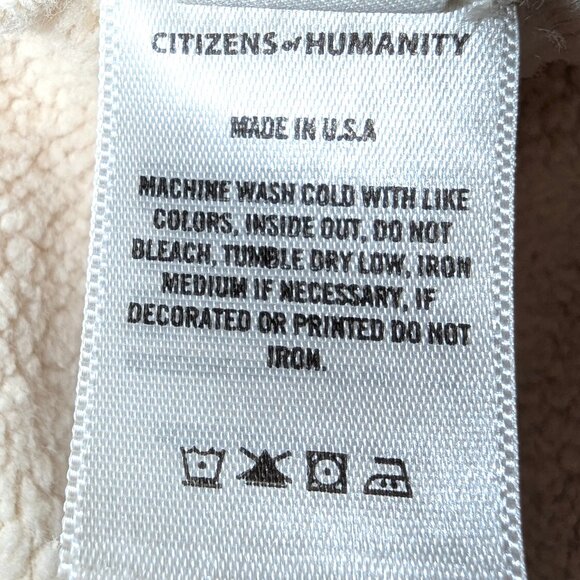 CITIZENS of HUMANITY
MADE IN U.S.A
MACHINE WASH COLD WITH LIKE
COLORS, INSIDE OUT, DO NOT
BLEACH, TUMBLE DRY LOW, IRON
MEDIUM IF NECESSARY, IF
DECORATED OR PRINTED DO NOT
IRON.